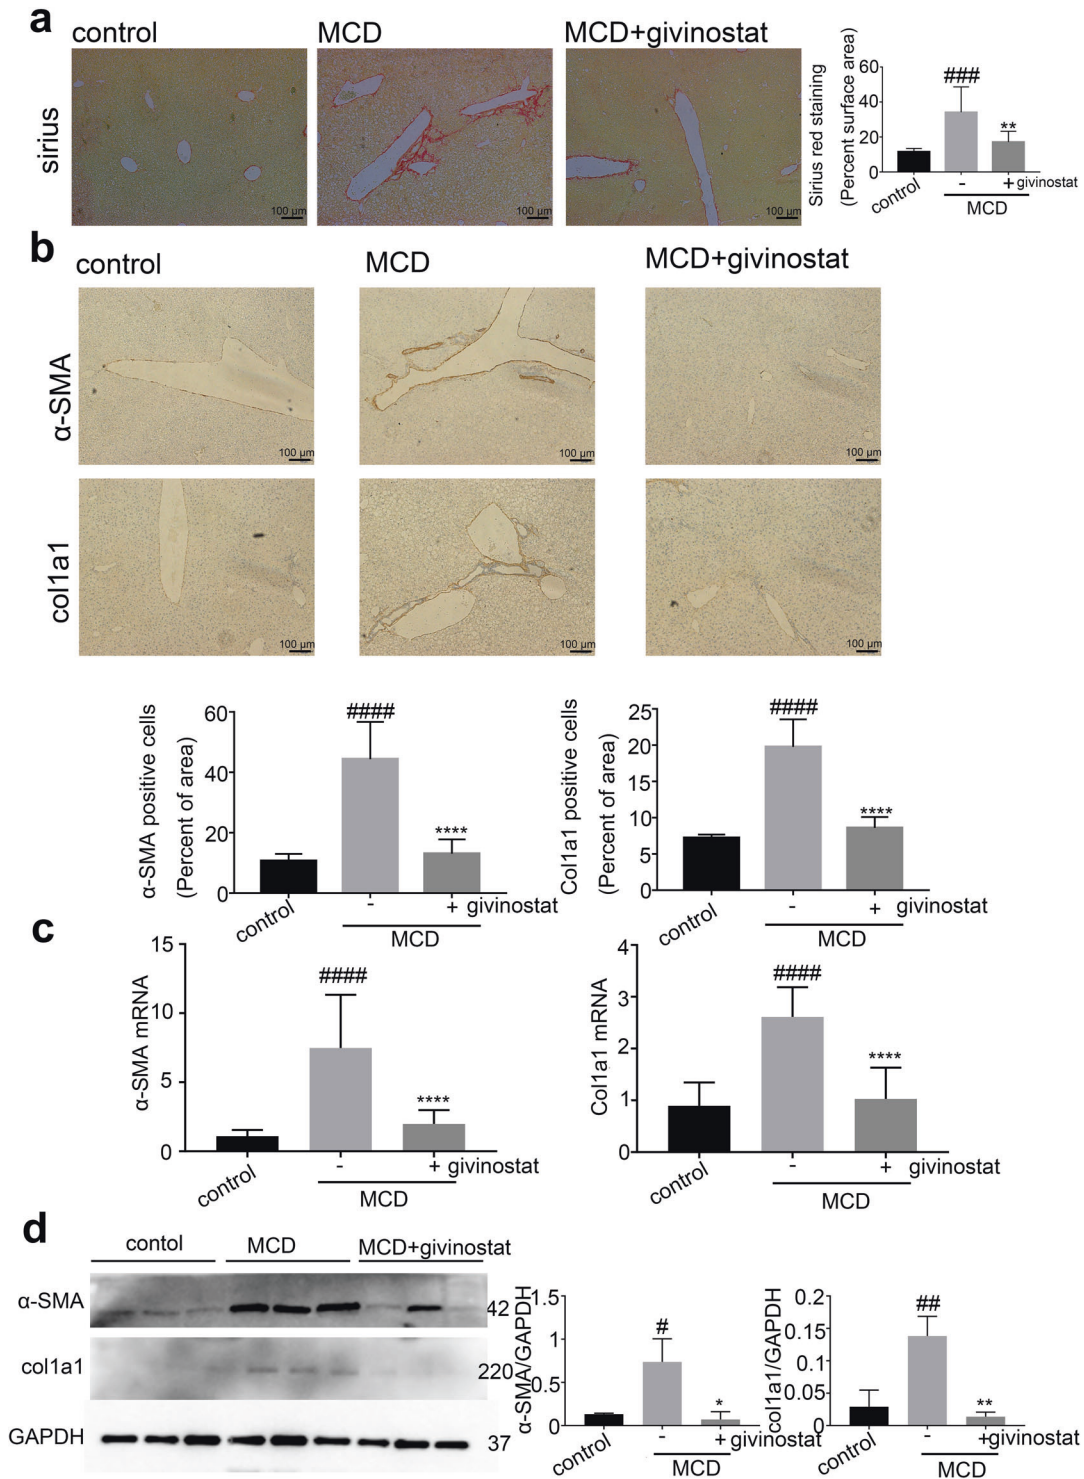 a
control
MCD
MCD+givinostat
sirius
100 µm
100 µm
100 µm
Sirius red staining
(Percent surface area)
60
40
20
0
###
**
control
-
+
givinostat
MCD
b
control
MCD
MCD+givinostat
α-SMA
100 µm
100 µm
100 µm
col1a1
100 µm
100 µm
100 µm
α-SMA positive cells
(Percent of area)
60
40
20
0
####
****
control
-
+
givinostat
MCD
Col1a1 positive cells
(Percent of area)
25
20
15
10
5
0
####
****
control
-
+
givinostat
MCD
c
α-SMA mRNA
15
10
5
0
####
****
control
-
+
givinostat
MCD
Col1a1 mRNA
4
3
2
1
0
####
****
control
-
+
givinostat
MCD
d
contol
MCD
MCD+givinostat
α-SMA
42
col1a1
220
GAPDH
37
α-SMA/GAPDH
1.5
1
0.5
0
#
*
control
-
+
givinostat
MCD
col1a1/GAPDH
0.2
0.15
0.1
0.05
0
##
**
control
-
+
givinostat
MCD